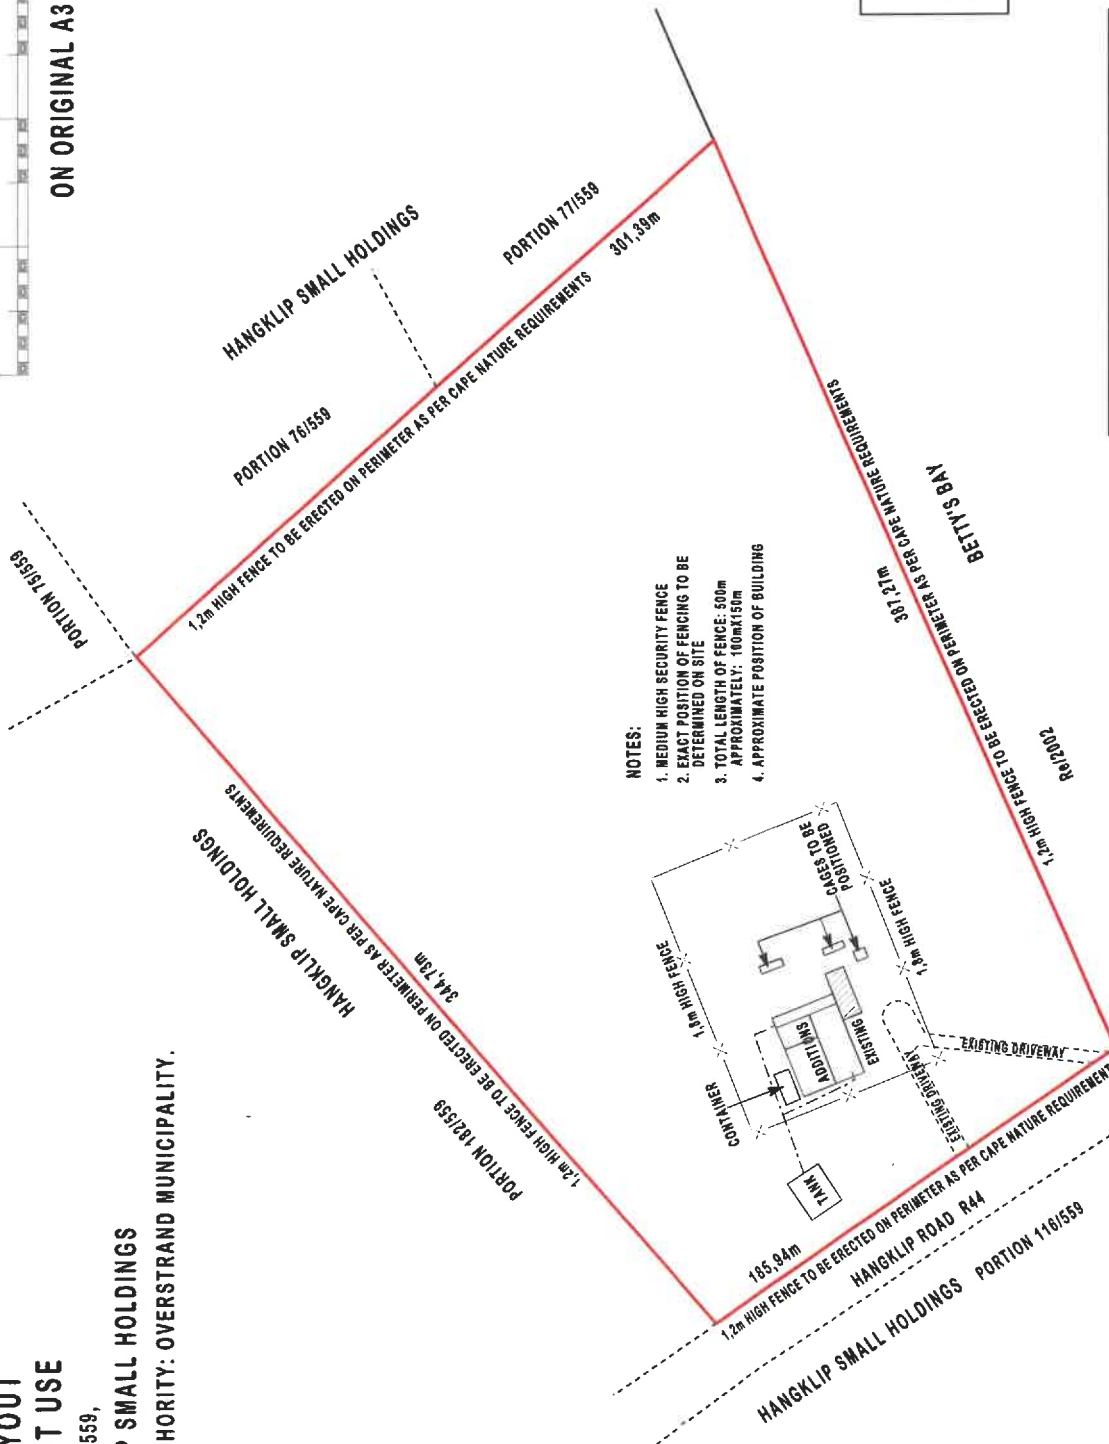 YOUT
T USE
559,
P SMALL HOLDINGS
HORITY: OVERSTRAND MUNICIPALITY.
ON ORIGINAL A3
PORTION 75/559
PORTION 76/559
HANGKLIP SMALL HOLDINGS
PORTION 77/559
301,39m
1,2m HIGH FENCE TO BE ERECTED ON PERIMETER AS PER CAPE NATURE REQUIREMENTS
HANGKLIP SMALL HOLDINGS
344,73m
1,2m HIGH FENCE TO BE ERECTED ON PERIMETER AS PER CAPE NATURE REQUIREMENTS
PORTION 182/559
NOTES:
1. MEDIUM HIGH SECURITY FENCE
2. EXACT POSITION OF FENCING TO BE
DETERMINED ON SITE
3. TOTAL LENGTH OF FENCE: 500m
APPROXIMATELY: 100mX150m
4. APPROXIMATE POSITION OF BUILDING
BETTY'S BAY
387,27m
1,2m HIGH FENCE TO BE ERECTED ON PERIMETER AS PER CAPE NATURE REQUIREMENTS
Re/2002
CAGES TO BE
POSITIONED
1,8m HIGH FENCE
1,8m HIGH FENCE
CONTAINER
ADDITIONS
EXISTING
TANK
EXISTING DRIVEWAY
EXISTING DRIVEWAY
EXISTING DRIVEWAY
185,94m
1,2m HIGH FENCE TO BE ERECTED ON PERIMETER AS PER CAPE NATURE REQUIREMENT
HANGKLIP ROAD R44
HANGKLIP SMALL HOLDINGS PORTION 116/559